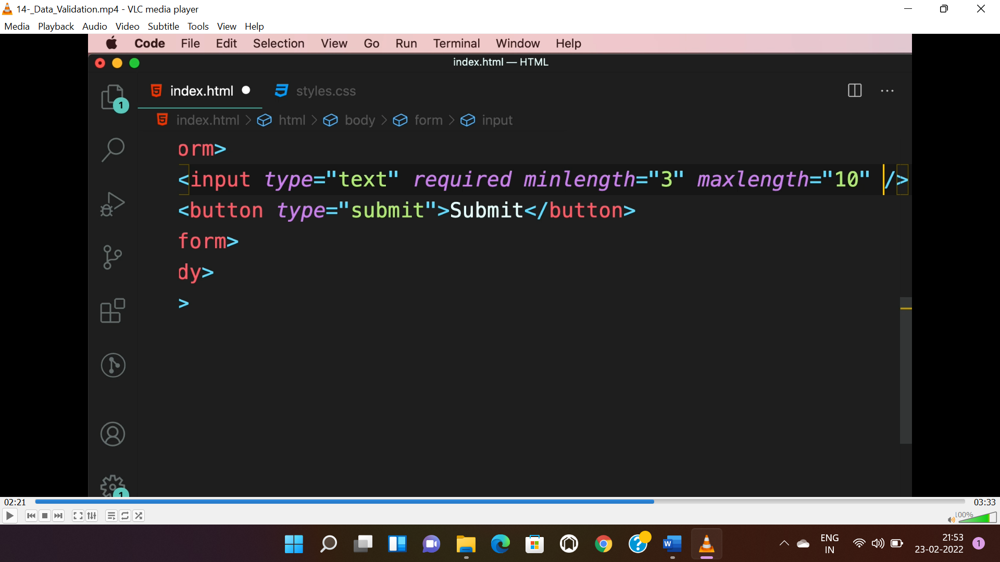 14-_Data_Validation.mp4 - VLC media player
Media Playback Audio Video Subtitle Tools View Help
Code File Edit Selection View Go Run Terminal Window Help
index.html — HTML
index.html styles.css
1
index.html > html > body > form > input
orm>
<input type="text" required minlength="3" maxlength="10" />
<button type="submit">Submit</button>
form>
dy>
>
1
02:21 03:33
100%
ENG
IN
21:53
23-02-2022
1